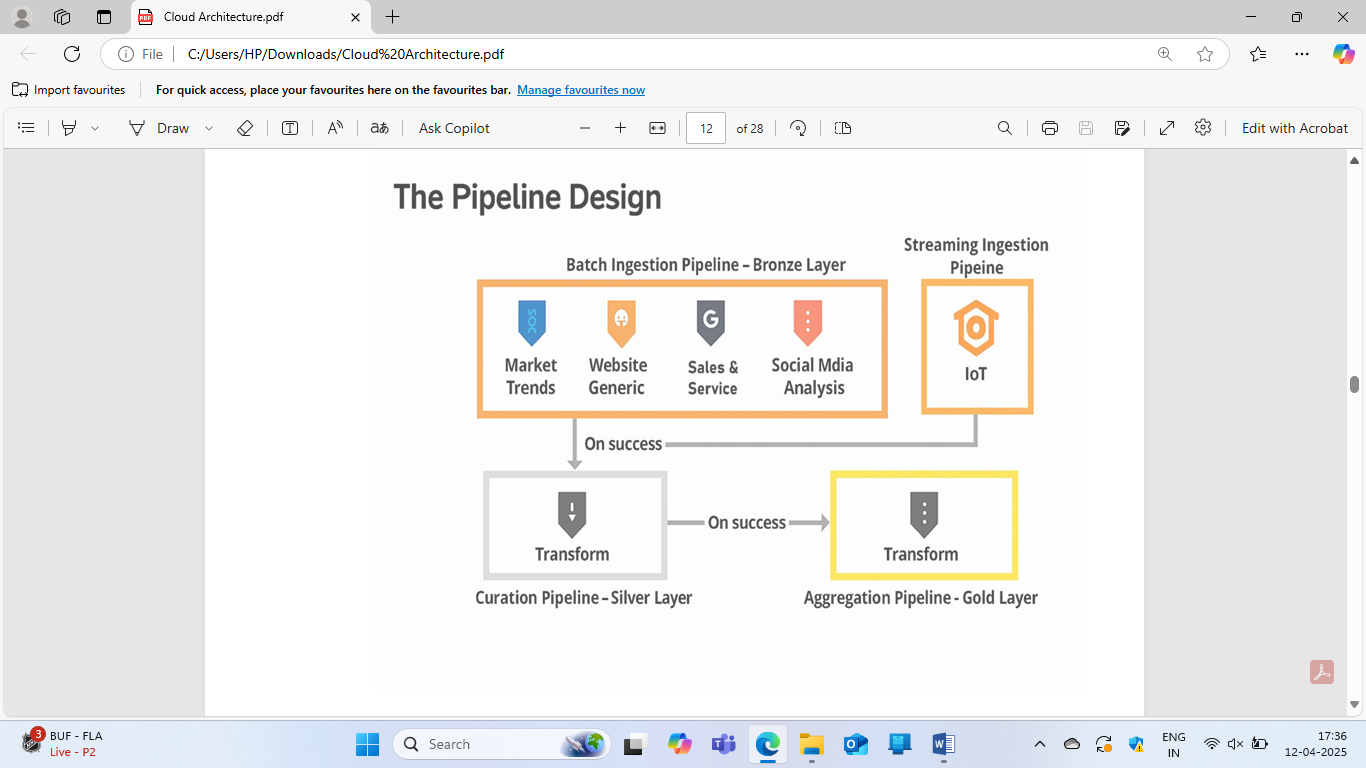 Cloud Architecture.pdf
File
C:/Users/HP/Downloads/Cloud%20Architecture.pdf
Import favourites
For quick access, place your favourites here on the favourites bar. Manage favourites now
Draw
aあ
Ask Copilot
12 of 28
Edit with Acrobat
The Pipeline Design
Batch Ingestion Pipeline – Bronze Layer
Streaming Ingestion
Pipeine
Market
Trends
Website
Generic
G
Sales &
Service
Social Mdia
Analysis
IoT
On success
Transform
On success
Transform
Curation Pipeline – Silver Layer
Aggregation Pipeline - Gold Layer
3
BUF - FLA
Live - P2
Search
ENG
IN
17:36
12-04-2025